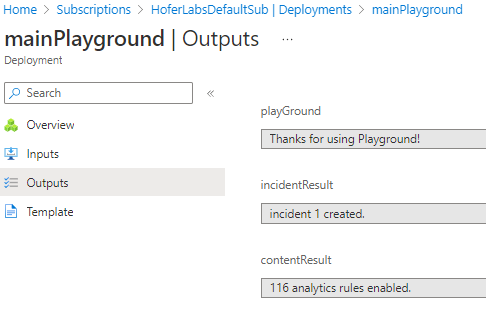 Home > Subscriptions > HoferLabsDefaultSub | Deployments > mainPlayground
mainPlayground | Outputs ...
Deployment
Search
Overview
Inputs
Outputs
Template
playGround
Thanks for using Playground!
incidentResult
incident 1 created.
contentResult
116 analytics rules enabled.